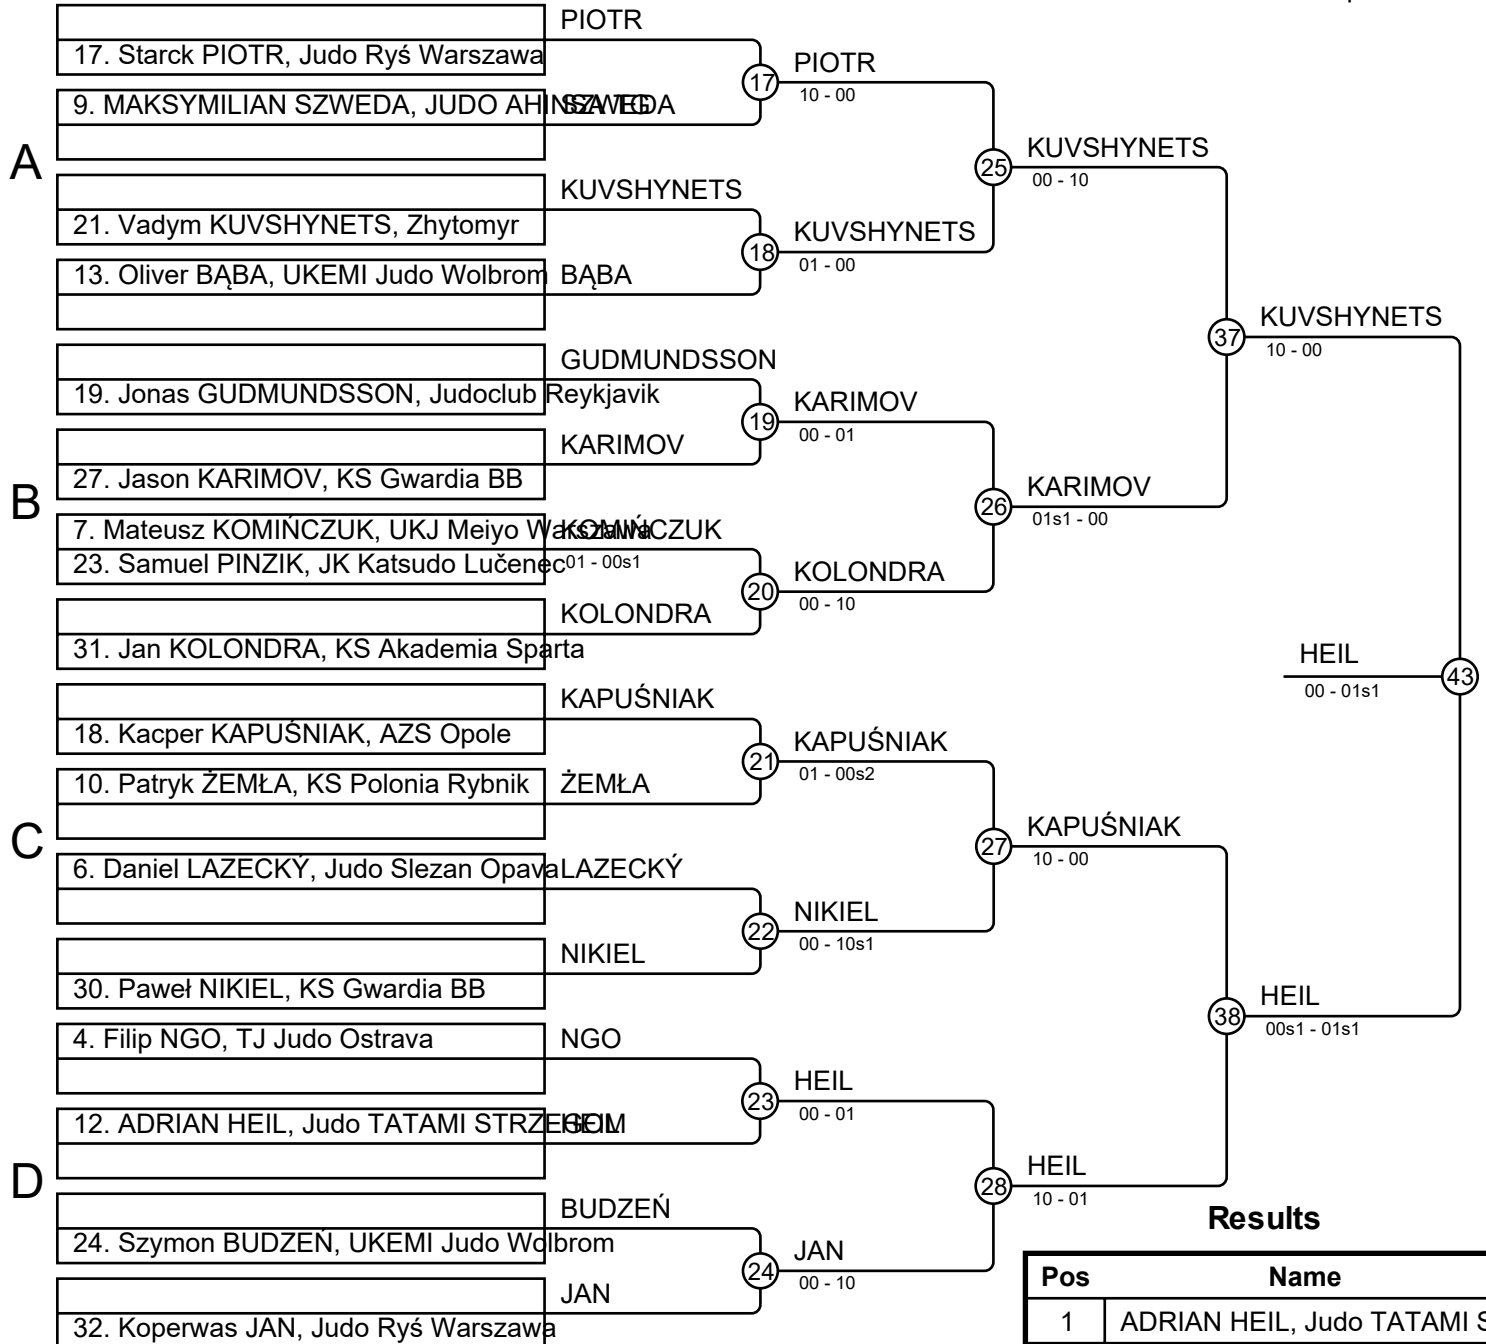 PIOTR
17. Starck PIOTR, Judo Ryś Warszawa
17
PIOTR
10 - 00
9. MAKSYMILIAN SZWEDA, JUDO AHINSA TG
SZWEDA
A
25
KUVSHYNETS
00 - 10
KUVSHYNETS
21. Vadym KUVSHYNETS, Zhytomyr
18
KUVSHYNETS
01 - 00
13. Oliver BĄBA, UKEMI Judo Wolbrom
BĄBA
37
KUVSHYNETS
10 - 00
GUDMUNDSSON
19. Jonas GUDMUNDSSON, Judoclub Reykjavik
19
KARIMOV
00 - 01
KARIMOV
27. Jason KARIMOV, KS Gwardia BB
B
26
KARIMOV
01s1 - 00
7. Mateusz KOMIŃCZUK, UKJ Meiyo Warszawa
KOMIŃCZUK
23. Samuel PINZIK, JK Katsudo Lučenec
01 - 00s1
20
KOLONDRA
00 - 10
KOLONDRA
31. Jan KOLONDRA, KS Akademia Sparta
HEIL
00 - 01s1
43
KAPUŚNIAK
18. Kacper KAPUŚNIAK, AZS Opole
21
KAPUŚNIAK
01 - 00s2
10. Patryk ŻEMŁA, KS Polonia Rybnik
ŻEMŁA
C
27
KAPUŚNIAK
10 - 00
6. Daniel LAZECKÝ, Judo Slezan Opava
LAZECKÝ
22
NIKIEL
00 - 10s1
NIKIEL
30. Paweł NIKIEL, KS Gwardia BB
38
HEIL
00s1 - 01s1
4. Filip NGO, TJ Judo Ostrava
NGO
23
HEIL
00 - 01
12. ADRIAN HEIL, Judo TATAMI STRZEGOM
HEIL
D
28
HEIL
10 - 01
BUDZEŃ
24. Szymon BUDZEŃ, UKEMI Judo Wolbrom
24
JAN
00 - 10
JAN
32. Koperwas JAN, Judo Ryś Warszawa
Results
Pos Name
1 ADRIAN HEIL, Judo TATAMI S